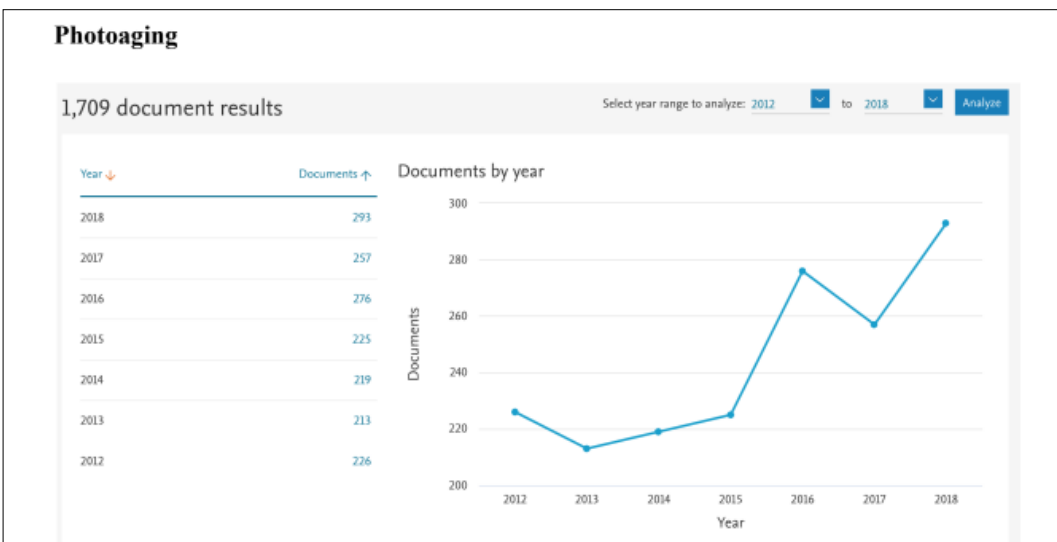 Photoaging
1,709 document results
Select year range to analyze: 2012 to 2018 Analyze
Year Documents
2018 293
2017 257
2016 276
2015 225
2014 219
2013 213
2012 226
Documents by year
300
280
260
240
220
200
Documents
2012 2013 2014 2015 2016 2017 2018
Year